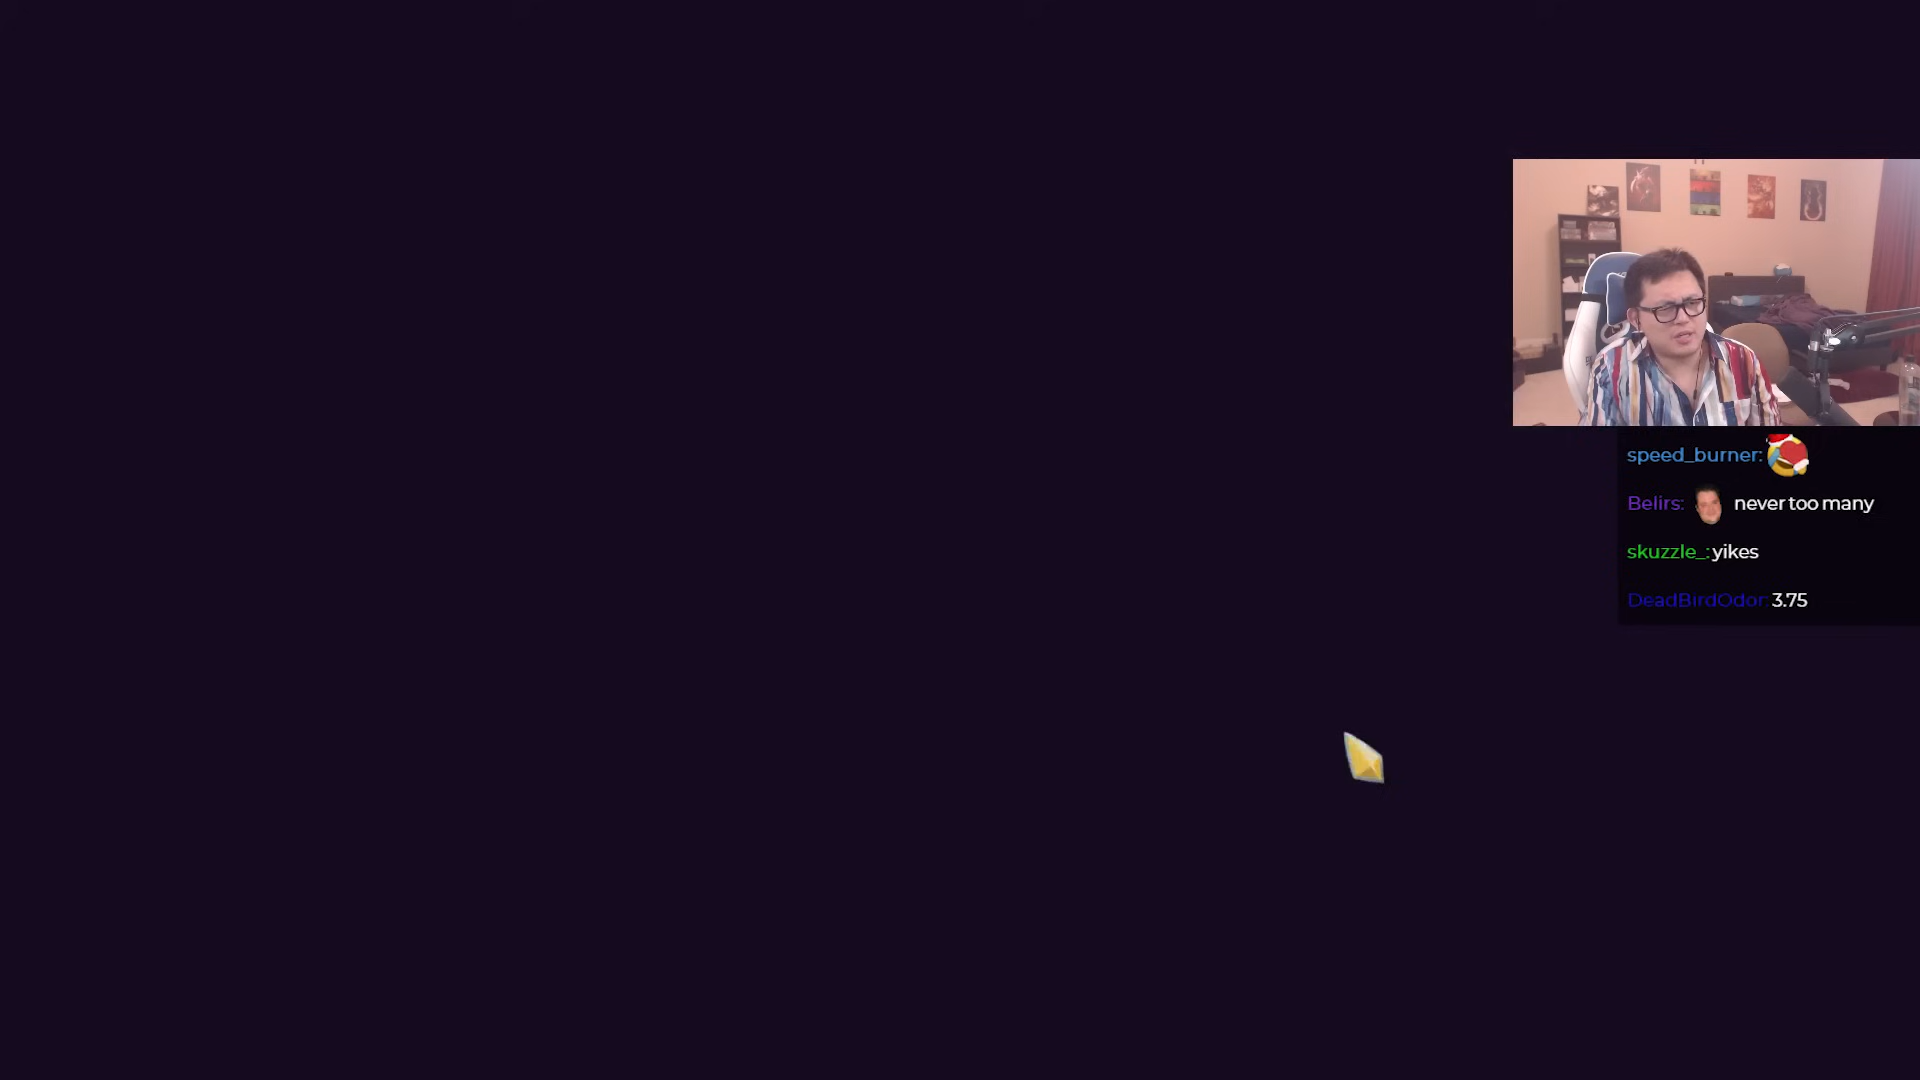 speed_burner:
Belirs: never too many
skuzzle_: yikes
DeadBirdOdor: 3.75